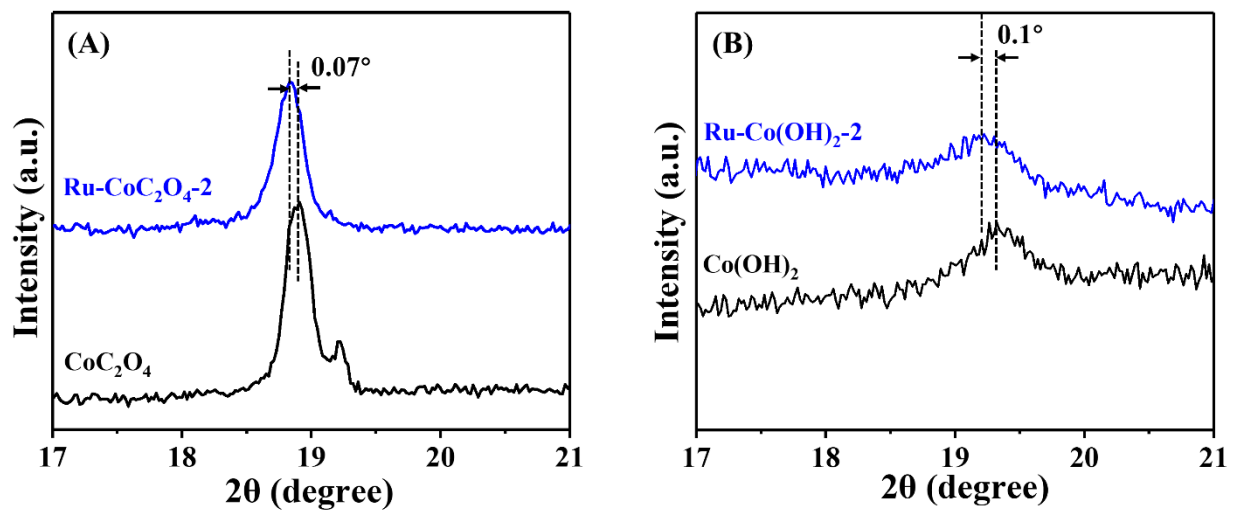 (A)
0.07°
Ru-CoC₂O₄-2
CoC₂O₄
Intensity (a.u.)
17 18 19 20 21
2θ (degree)
(B)
0.1°
Ru-Co(OH)₂-2
Co(OH)₂
Intensity (a.u.)
17 18 19 20 21
2θ (degree)